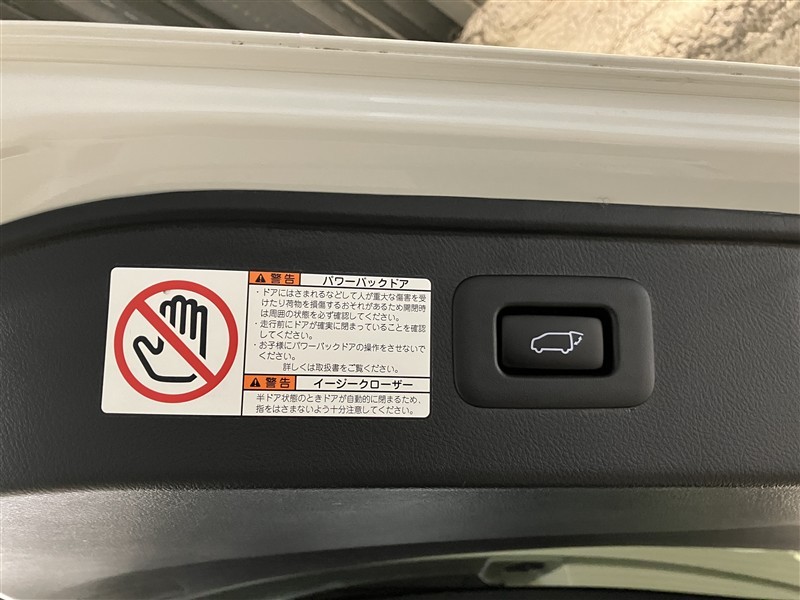 警告 パワーバックドア
・ドアにはさまれるなどして人が重大な傷害を受
けたり荷物を損傷するおそれがあるため開閉時
は周囲の状態を必ず確認してください。
・走行前にドアが確実に閉まっていることを確認
してください。
・お子様にパワーバックドアの操作をさせないで
ください。
詳しくは取扱書をご覧ください。
警告 イージークローザー
半ドア状態のときドアが自動的に閉まるため、
指をはさまないよう十分注意してください。